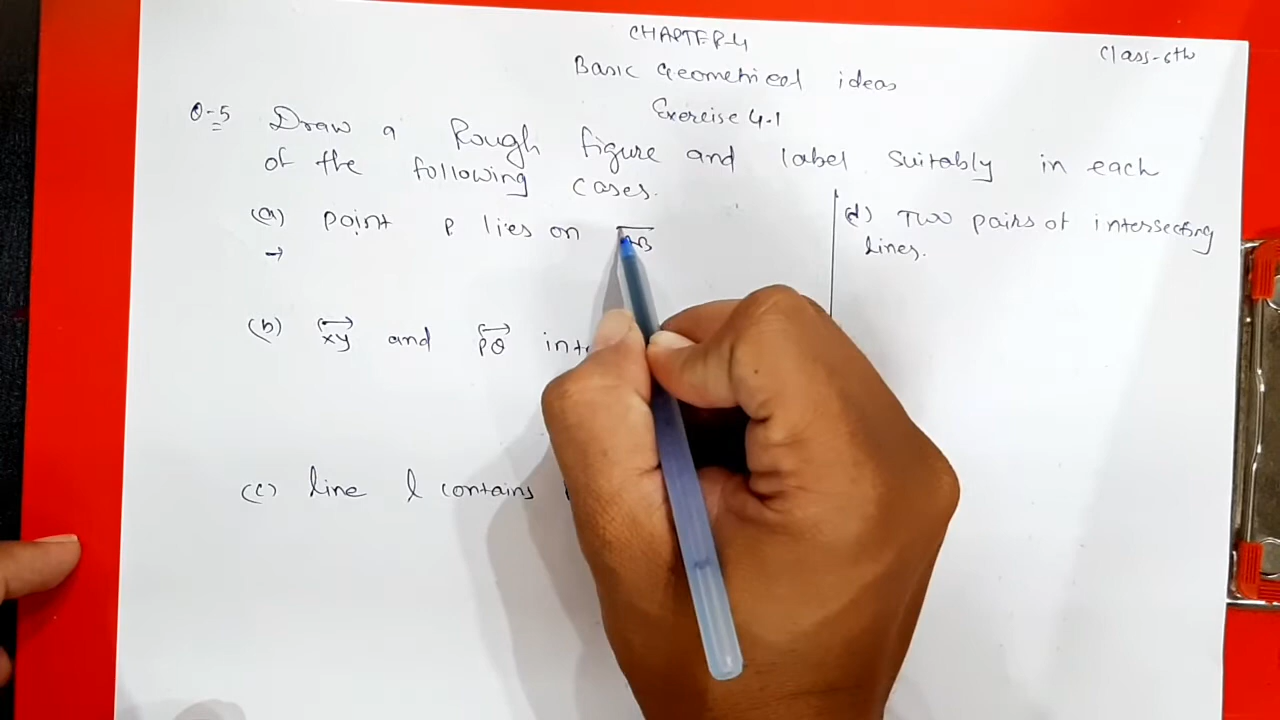 CHAPTER-4
Class-6th
Basic Geometrical ideas
Exercise 4.1
Q-5 Draw a Rough figure and label suitably in each
of the following cases.
(a) Point P lies on
→
(b) XY and PQ
(c) line l contains
(d) Two pairs of intersecting
lines.